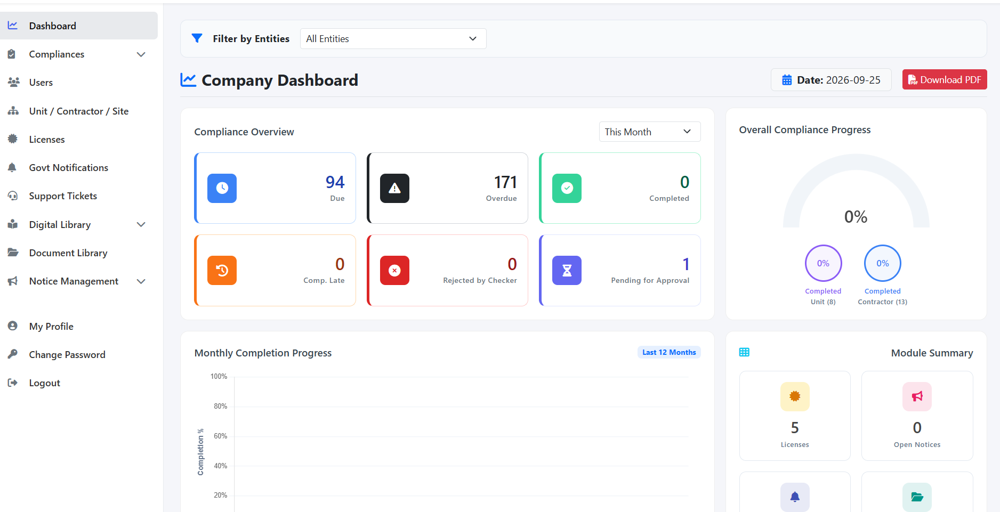 Dashboard
Compliances
Users
Unit / Contractor / Site
Licenses
Govt Notifications
Support Tickets
Digital Library
Document Library
Notice Management
My Profile
Change Password
Logout
Filter by Entities
All Entities
Company Dashboard
Date: 2026-09-25
PDF Download PDF
Compliance Overview
This Month
94
Due
171
Overdue
0
Completed
0
Comp. Late
0
Rejected by Checker
1
Pending for Approval
Overall Compliance Progress
0%
0%
Completed
Unit (8)
0%
Completed
Contractor (13)
Monthly Completion Progress
Last 12 Months
100%
80%
60%
40%
20%
Completion %
Module Summary
5
Licenses
0
Open Notices